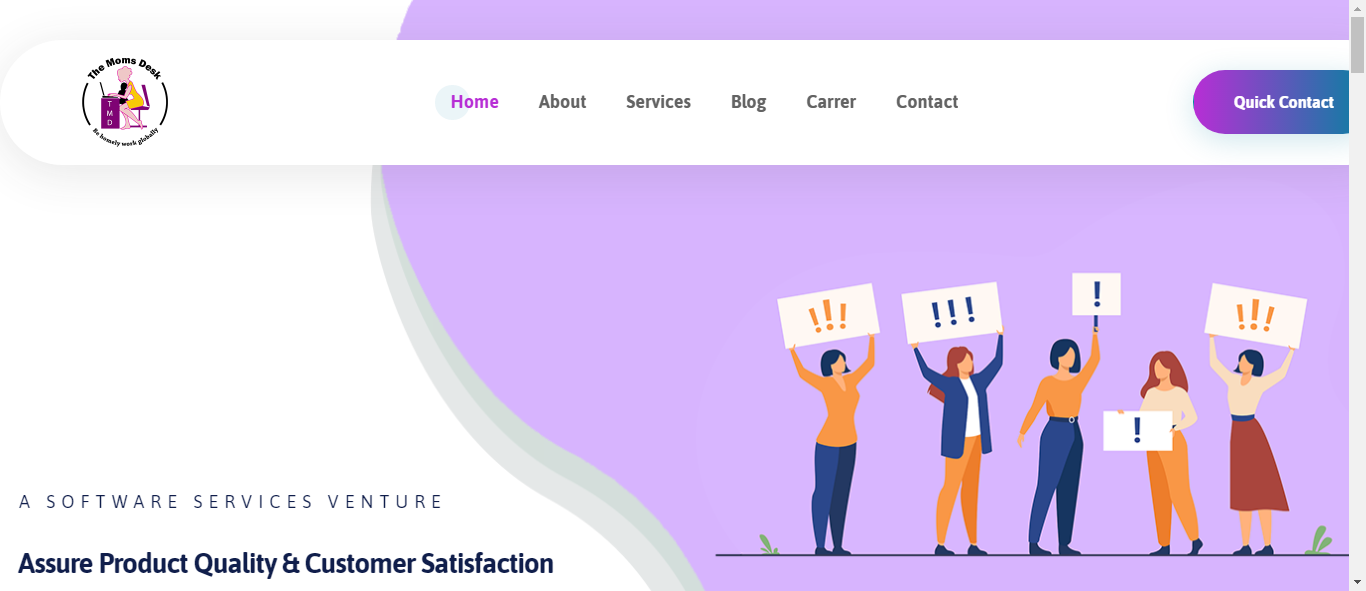 The Moms Desk
T
M
D
Be homely work globally
Home About Services Blog Carrer Contact
Quick Contact
!!! !!! ! !!!
!
A SOFTWARE SERVICES VENTURE
Assure Product Quality & Customer Satisfaction